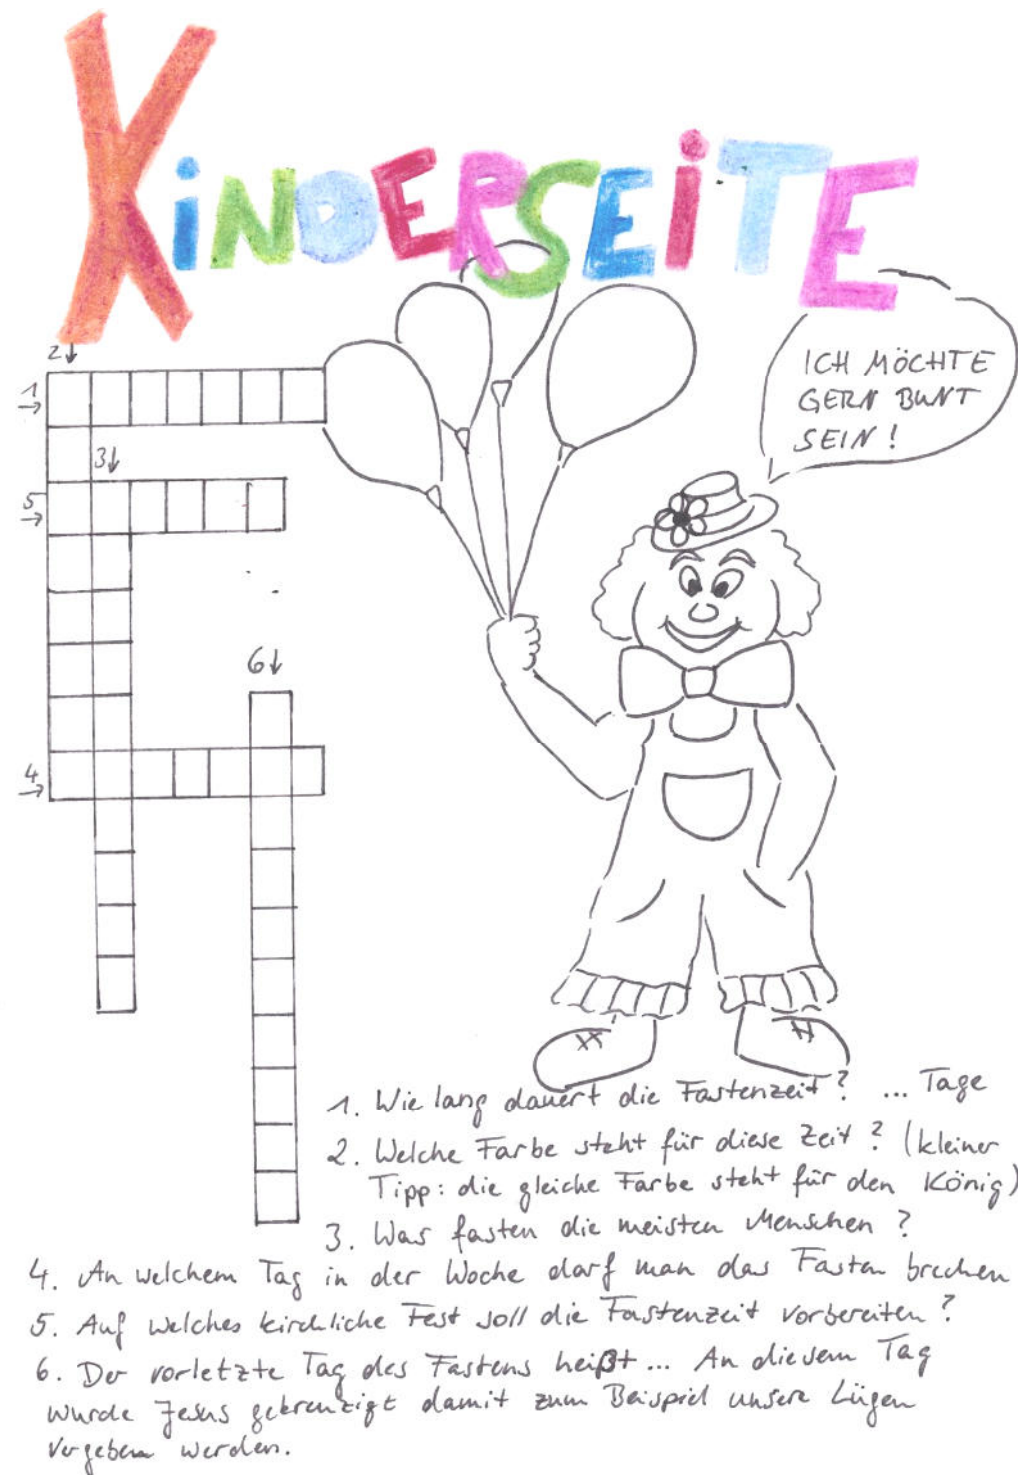 KiNDERSEiTE
ICH MÖCHTE
GERN BUNT
SEIN!
2↓
1→
3↓
5→
6↓
4→
1. Wie lang dauert die Fastenzeit? ... Tage
2. Welche Farbe steht für diese Zeit? (kleiner
Tipp: die gleiche Farbe steht für den König)
3. Was fasten die meisten Menschen?
4. An welchem Tag in der Woche darf man das Fasten brechen
5. Auf welches kirchliche Fest soll die Fastenzeit vorbereiten?
6. Der vorletzte Tag des Fastens heißt... An diesem Tag
wurde Jesus gekreuzigt damit zum Beispiel unsere Lügen
vergeben werden.